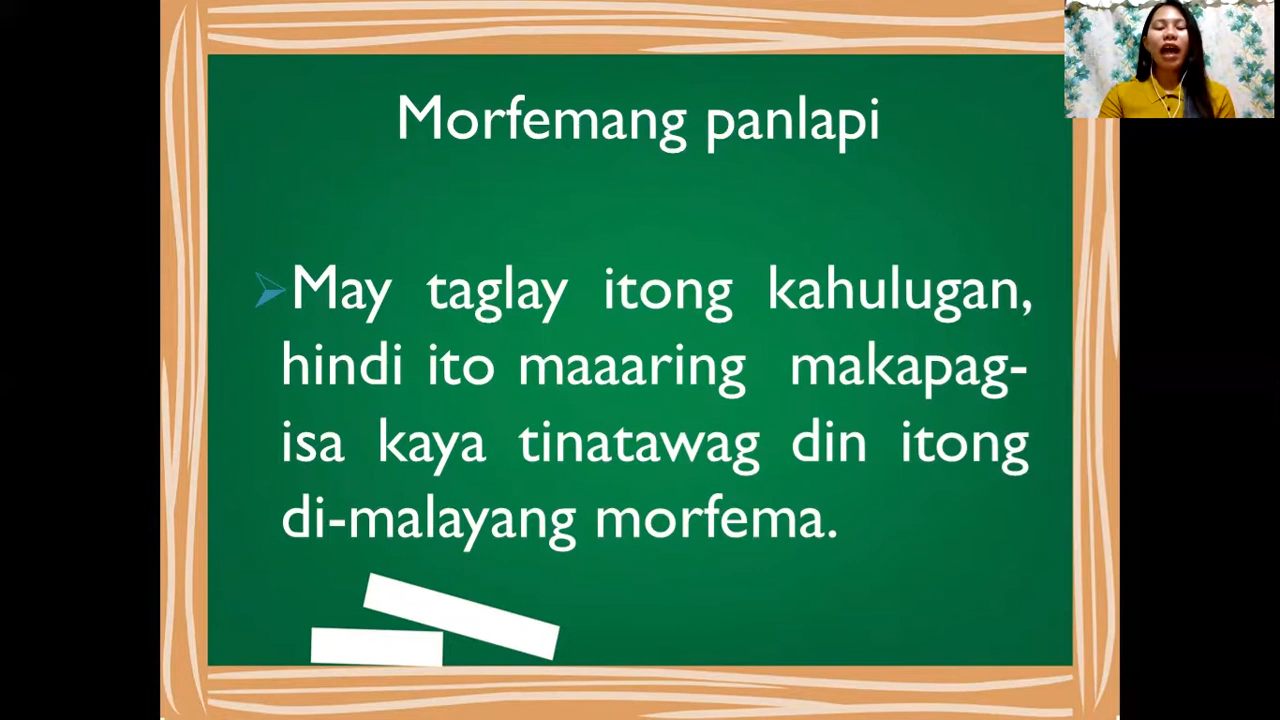 Morfemang panlapi
May taglay itong kahulugan,
hindi ito maaaring makapag-
isa kaya tinatawag din itong
di-malayang morfema.